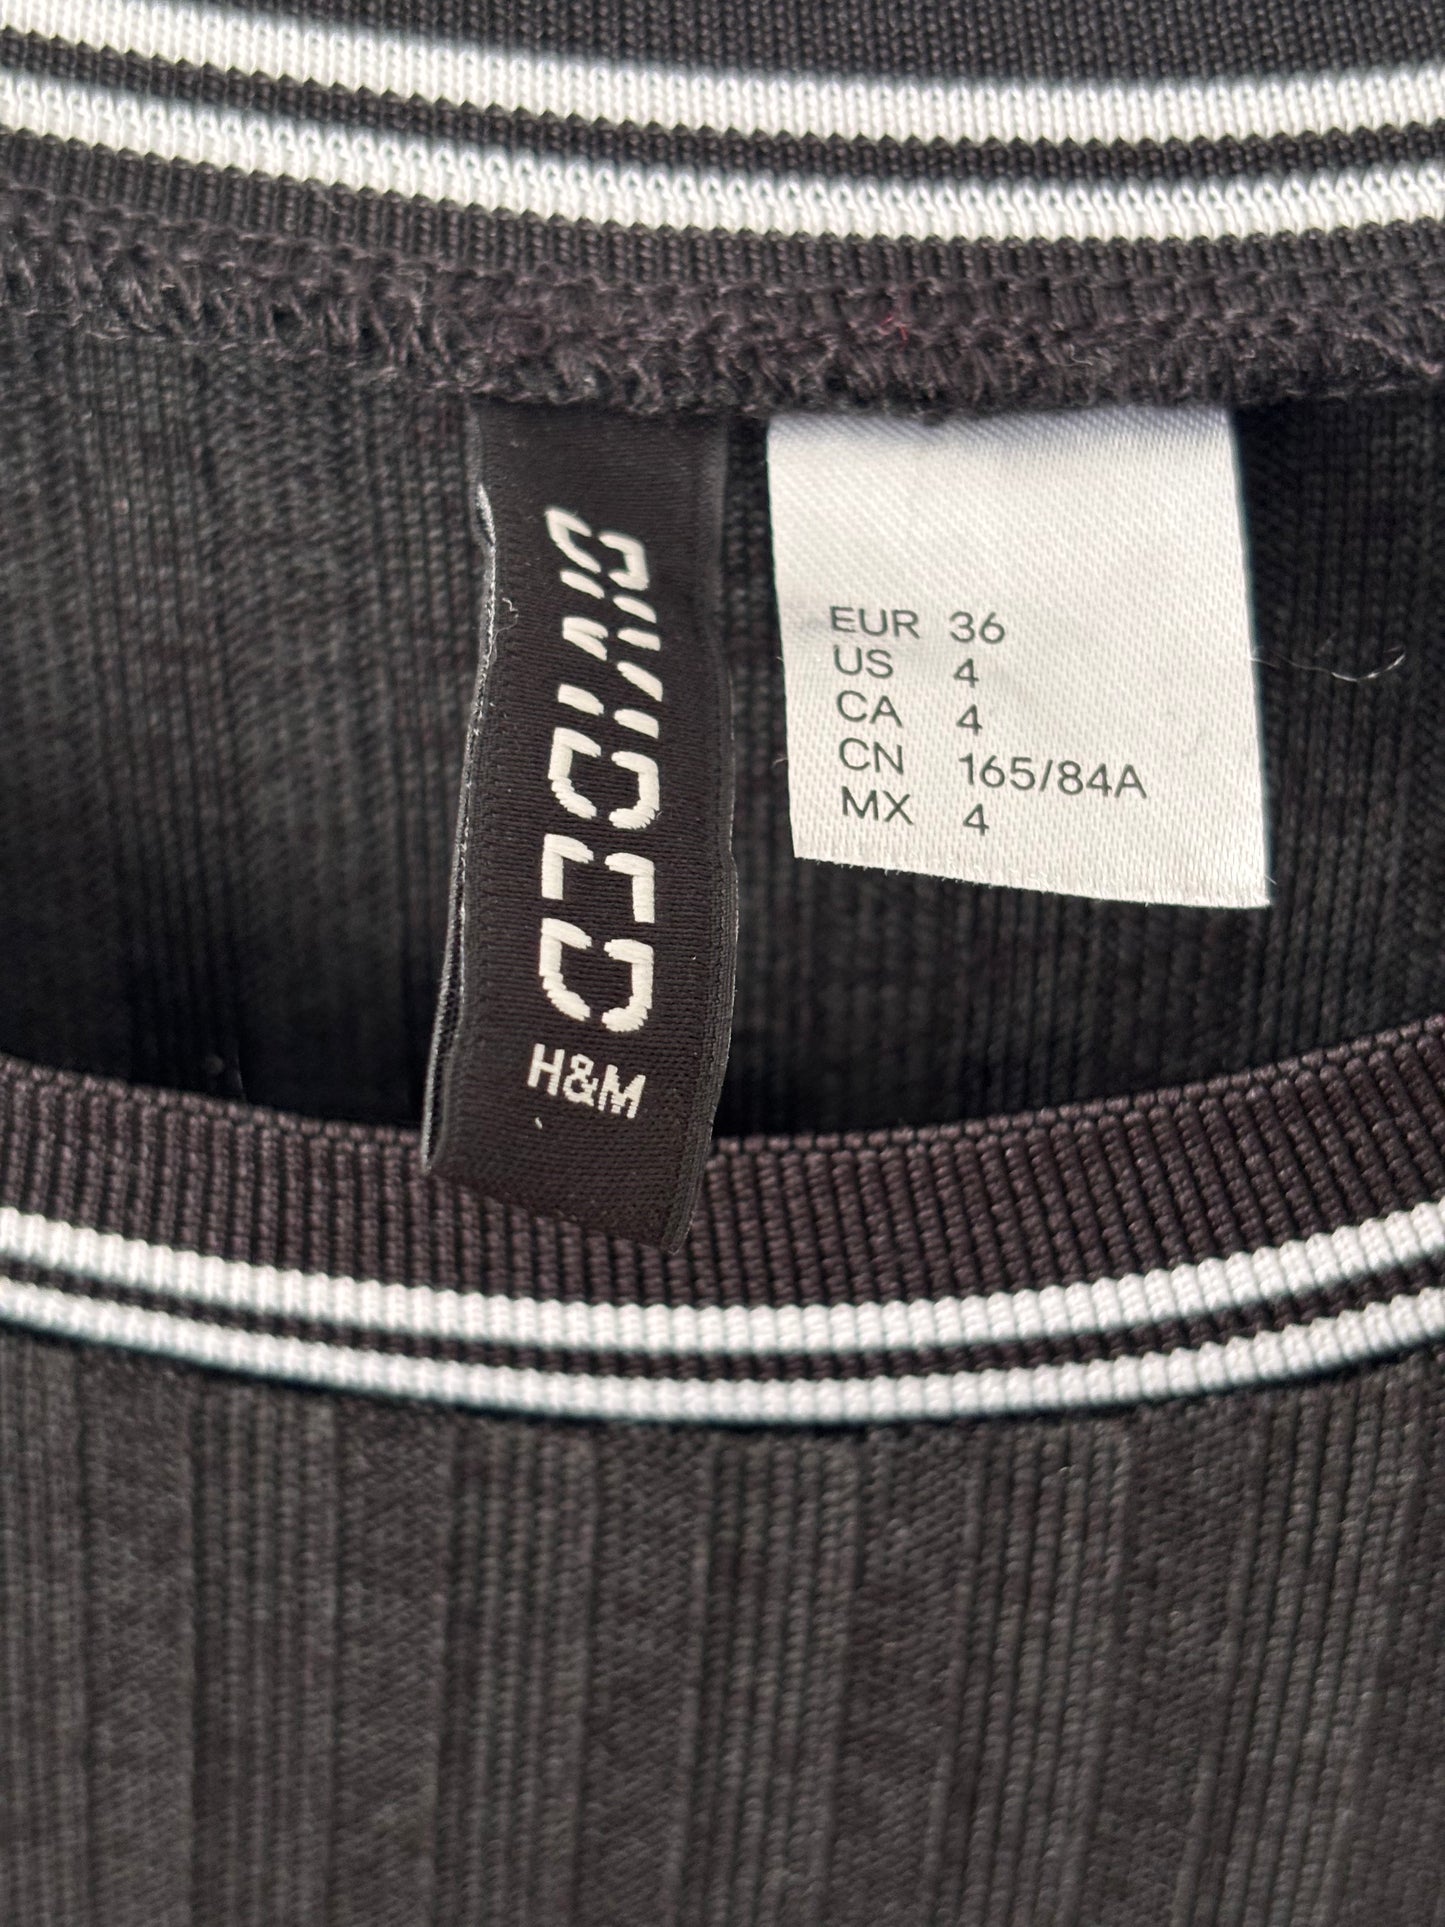 DIVIDED
H&M
EUR 36
US 4
CA 4
CN 165/84A
MX 4